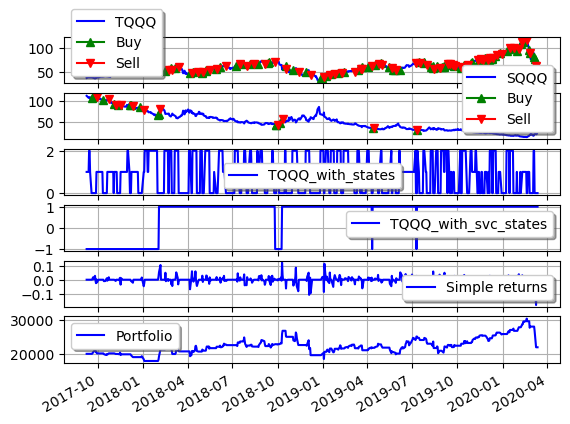 TQQQ
Buy
Sell
100
50
SQQQ
Buy
Sell
100
50
2
0
TQQQ_with_states
1
0
−1
TQQQ_with_svc_states
0.1
0.0
−0.1
Simple returns
30000
20000
Portfolio
2017-10
2018-01
2018-04
2018-07
2018-10
2019-01
2019-04
2019-07
2019-10
2020-01
2020-04